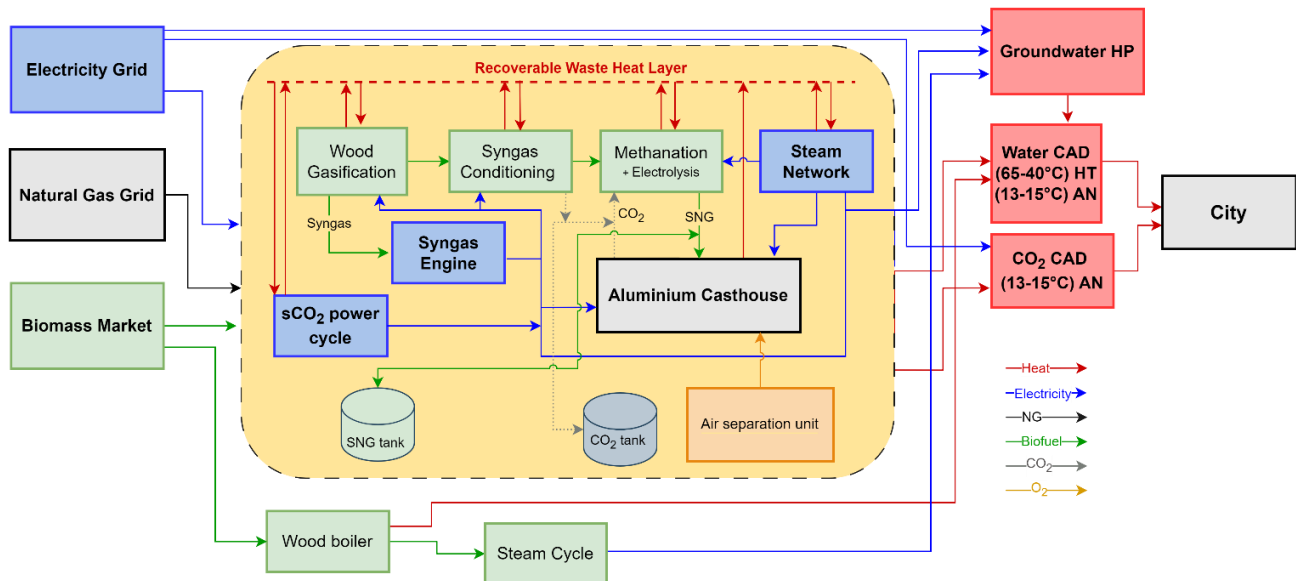 Electricity Grid
Natural Gas Grid
Biomass Market
Recoverable Waste Heat Layer
Wood
Gasification
Syngas
Conditioning
Methanation
+ Electrolysis
Steam
Network
Syngas
CO₂
SNG
Syngas
Engine
sCO₂ power
cycle
Aluminium Casthouse
SNG tank
CO₂ tank
Air separation unit
Wood boiler
Steam Cycle
Groundwater HP
Water CAD
(65-40°C) HT
(13-15°C) AN
CO₂ CAD
(13-15°C) AN
City
Heat
Electricity
NG
Biofuel
CO₂
O₂